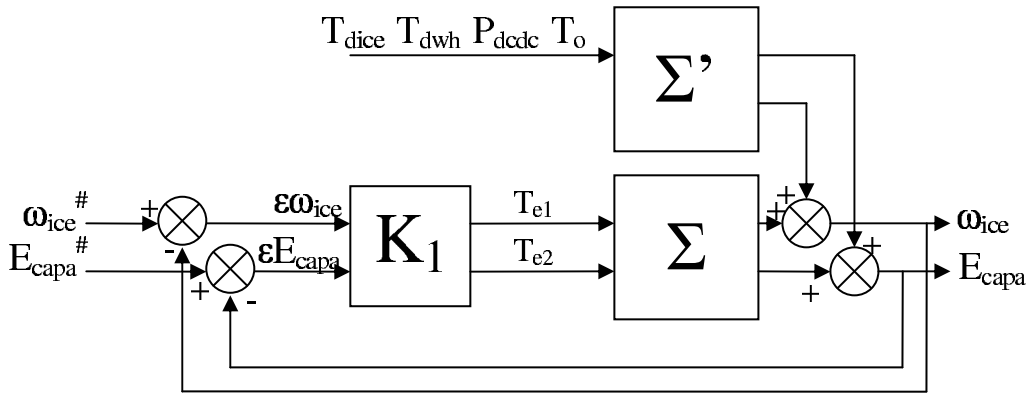 T_dice T_dwh P_dcdc T_o
Σ'
ω_ice^#
+
-
εω_ice
K_1
T_e1
Σ
+
+
ω_ice
E_capa^#
+
-
εE_capa
T_e2
+
+
E_capa